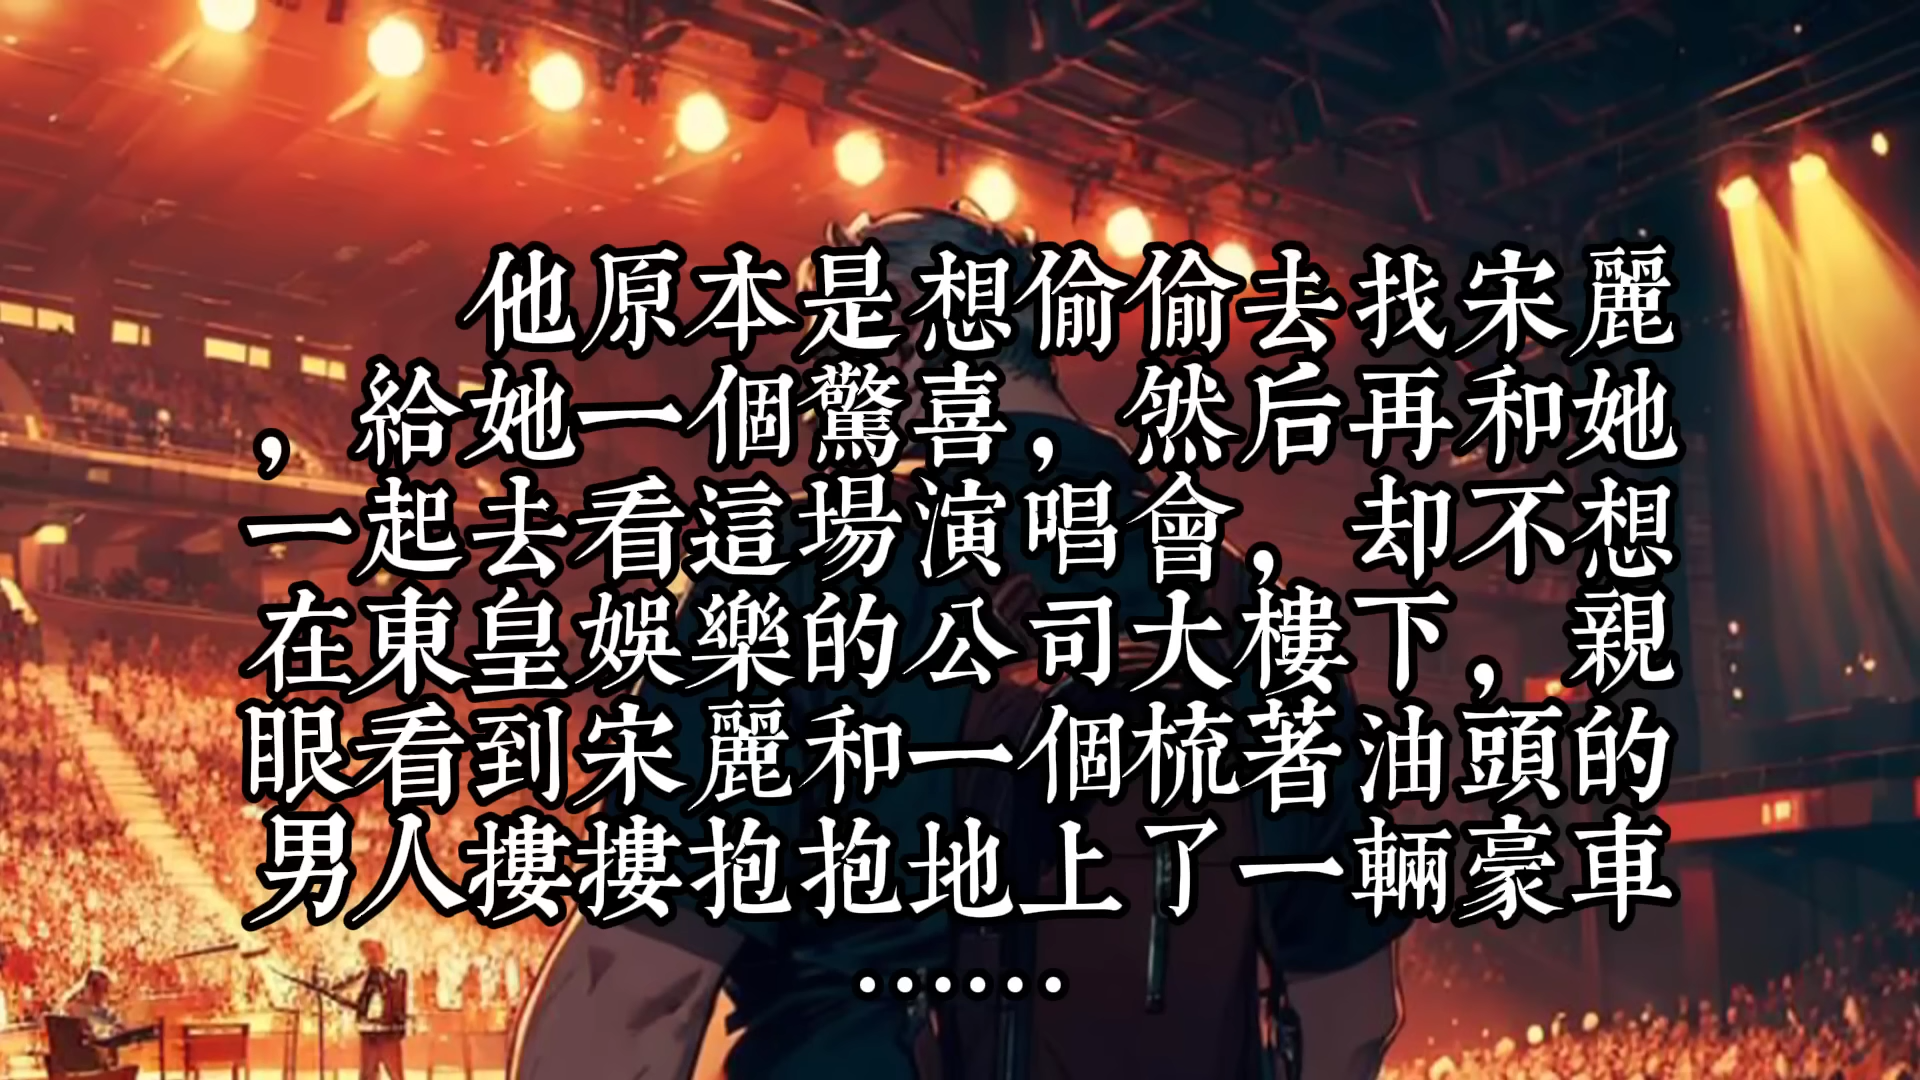 他原本是想偷偷去找宋麗
，給她一個驚喜，然后再和她
一起去看這場演唱會，却不想
在東皇娛樂的公司大樓下，親
眼看到宋麗和一個梳著油頭的
男人摟摟抱抱地上了一輛豪車
……